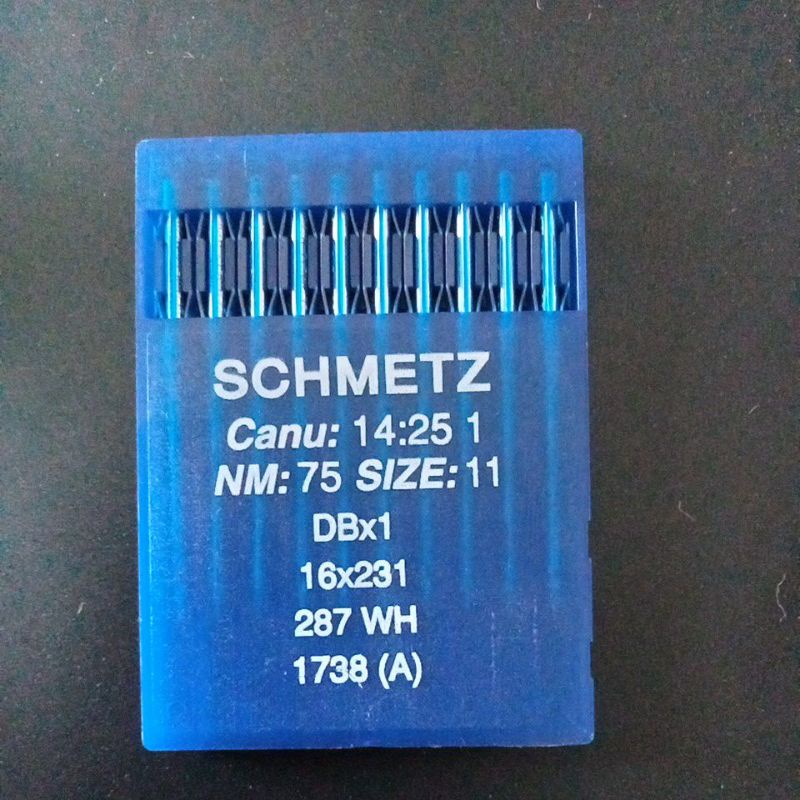 SCHMETZ
Canu: 14:25 1
NM: 75 SIZE: 11
DBx1
16x231
287 WH
1738 (A)